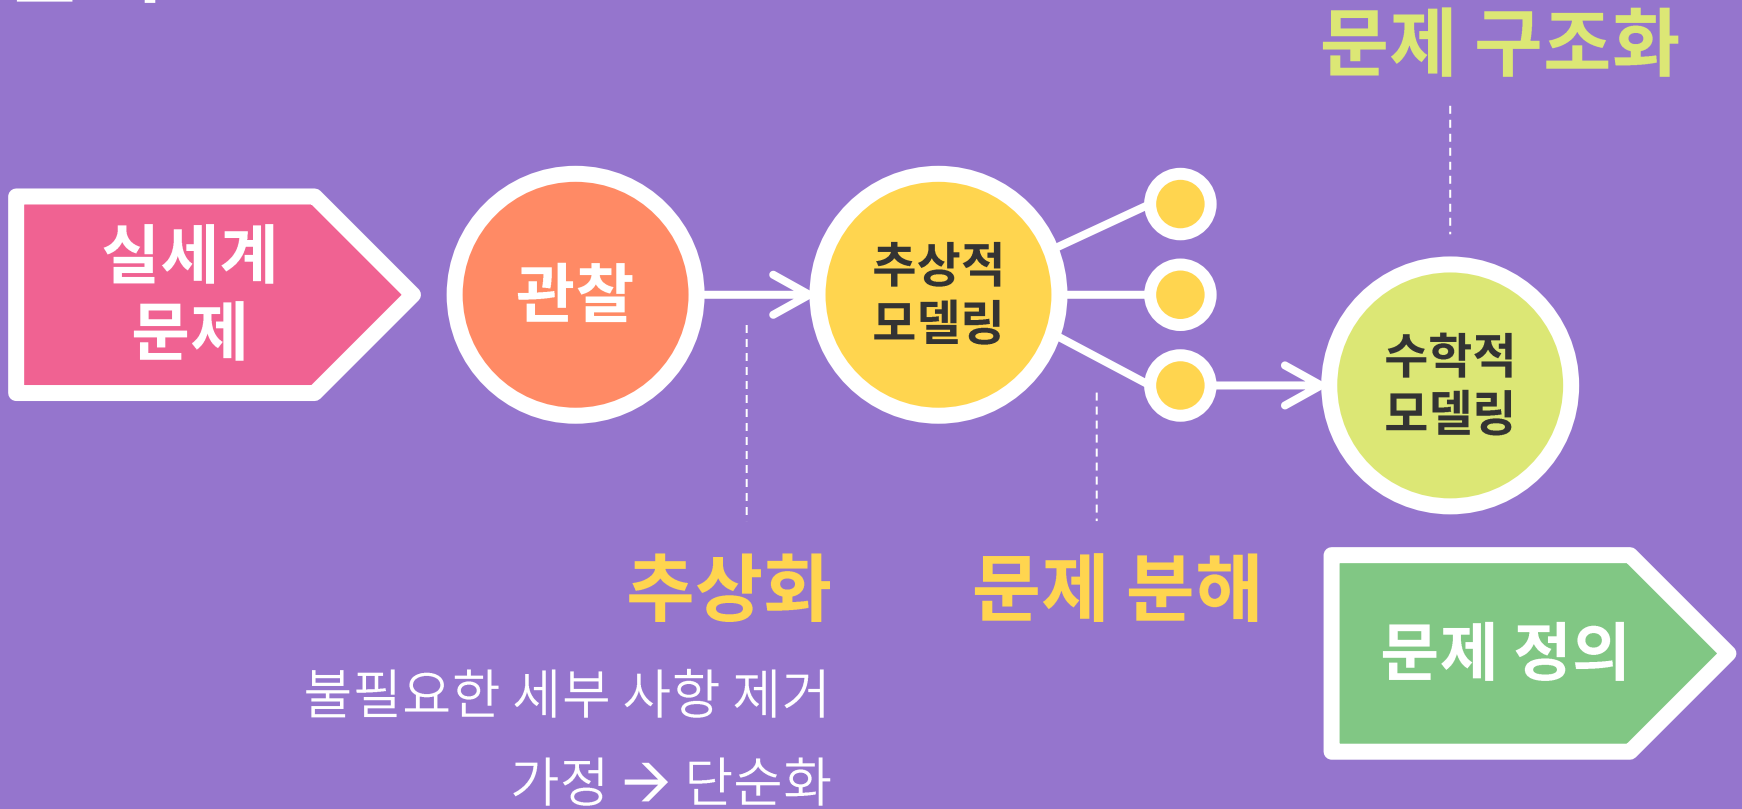 문제 구조화
실세계
문제
관찰
추상적
모델링
수학적
모델링
추상화
문제 분해
불필요한 세부 사항 제거
가정 → 단순화
문제 정의